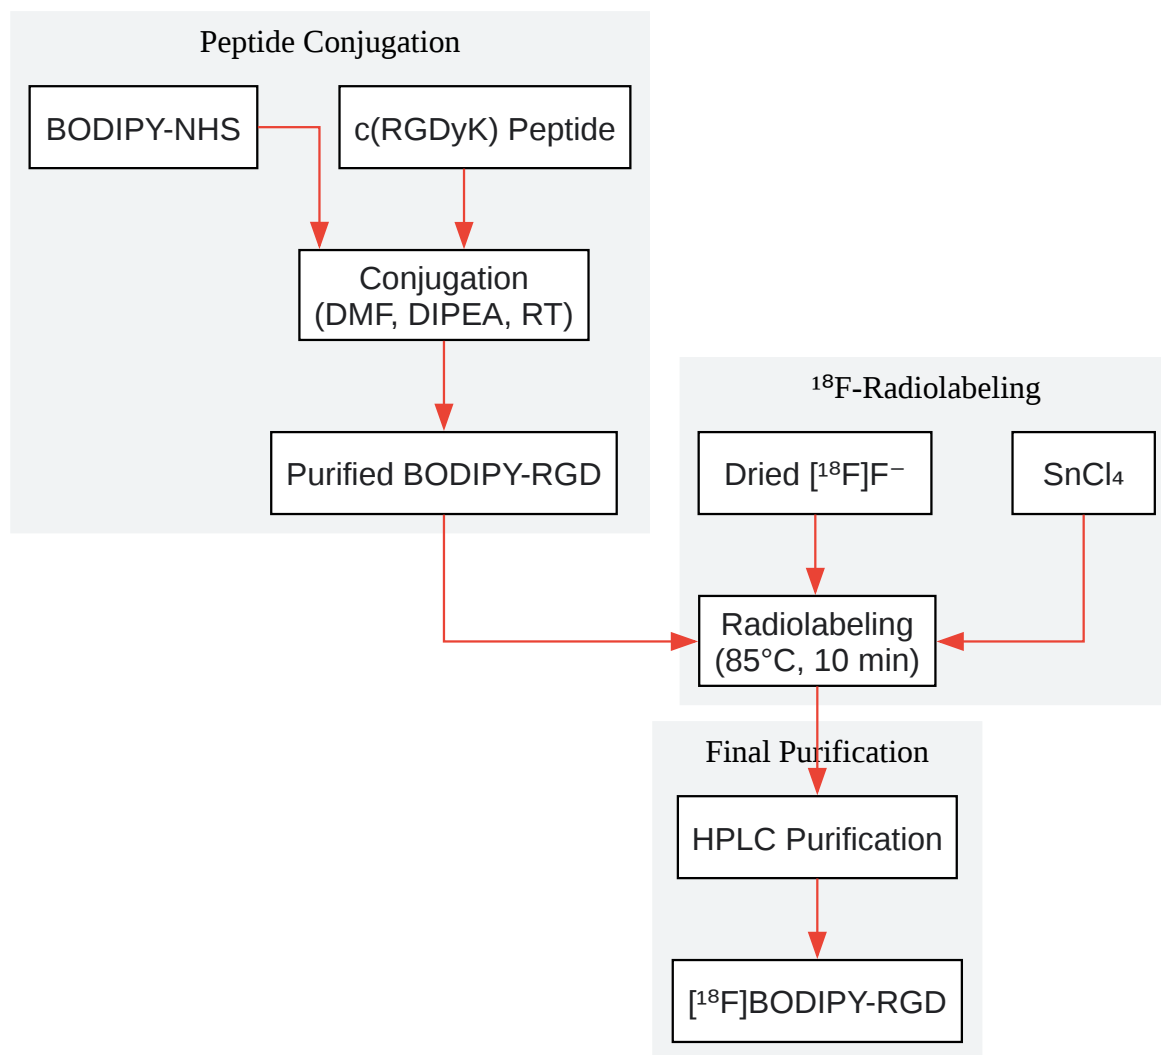 Peptide Conjugation
BODIPY-NHS
c(RGDyK) Peptide
Conjugation
(DMF, DIPEA, RT)
Purified BODIPY-RGD
¹⁸F-Radiolabeling
Dried [¹⁸F]F⁻
SnCl₄
Radiolabeling
(85°C, 10 min)
Final Purification
HPLC Purification
[¹⁸F]BODIPY-RGD